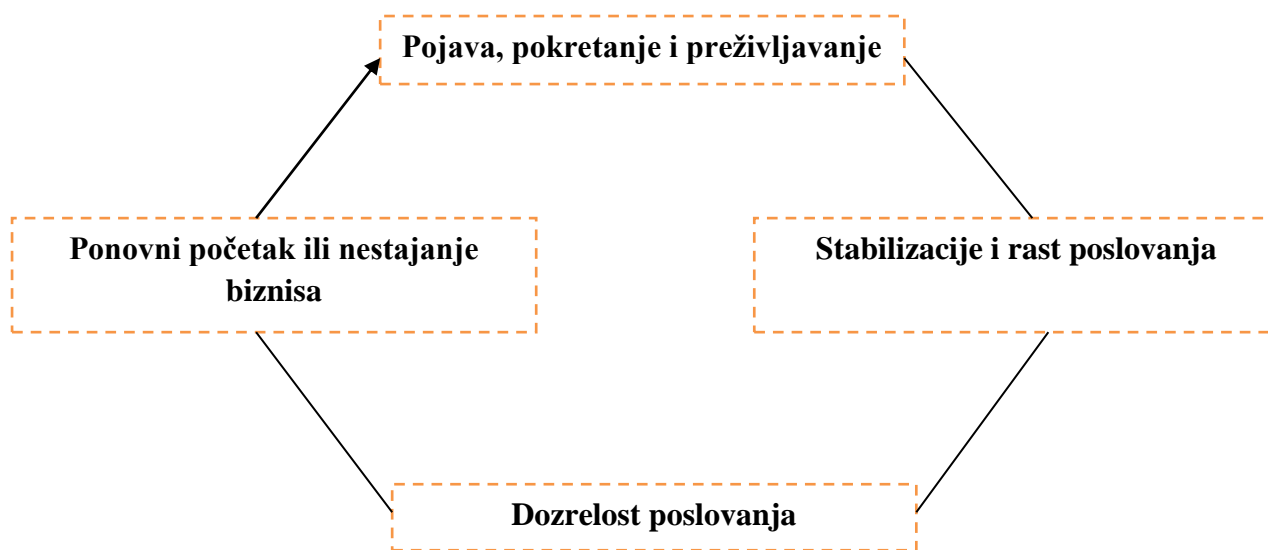 Pojava, pokretanje i preživljavanje
Ponovni početak ili nestajanje
biznisa
Stabilizacije i rast poslovanja
Dozrelost poslovanja